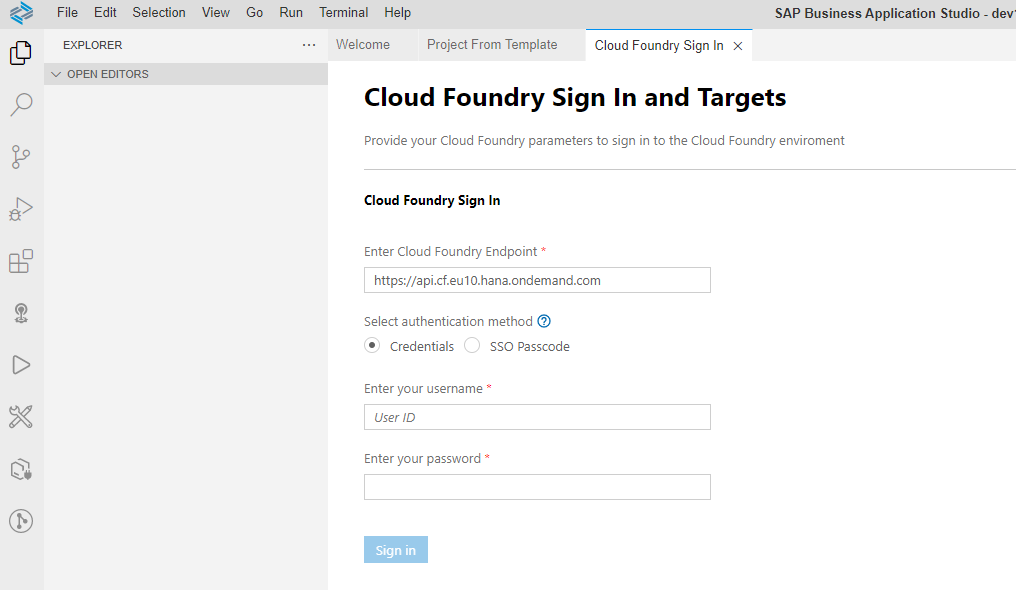 File Edit Selection View Go Run Terminal Help
SAP Business Application Studio - dev
EXPLORER
OPEN EDITORS
Welcome Project From Template Cloud Foundry Sign In
Cloud Foundry Sign In and Targets
Provide your Cloud Foundry parameters to sign in to the Cloud Foundry enviroment
Cloud Foundry Sign In
Enter Cloud Foundry Endpoint *
https://api.cf.eu10.hana.ondemand.com
Select authentication method
Credentials SSO Passcode
Enter your username *
User ID
Enter your password *
Sign in